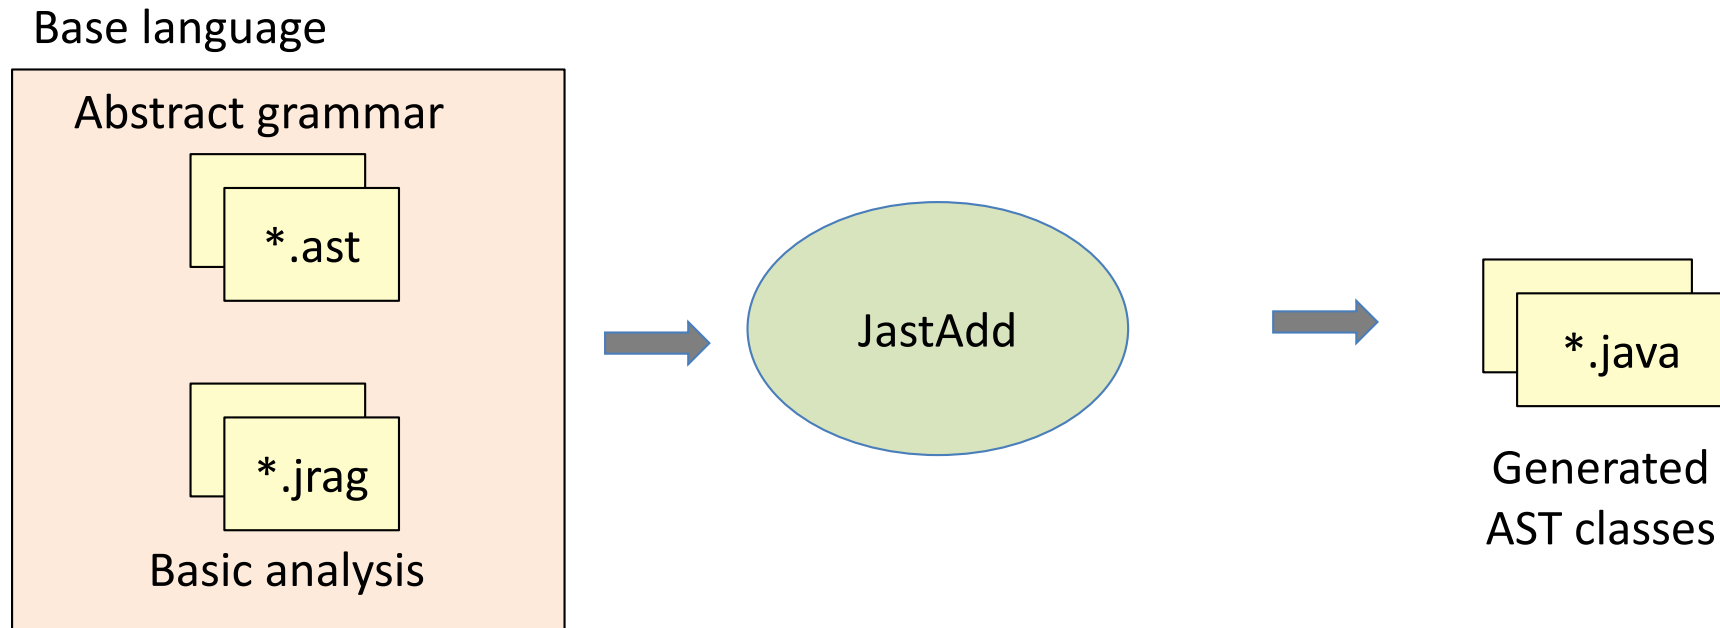 Base language
Abstract grammar
*.ast
*.jrag
Basic analysis
JastAdd
*.java
Generated
AST classes